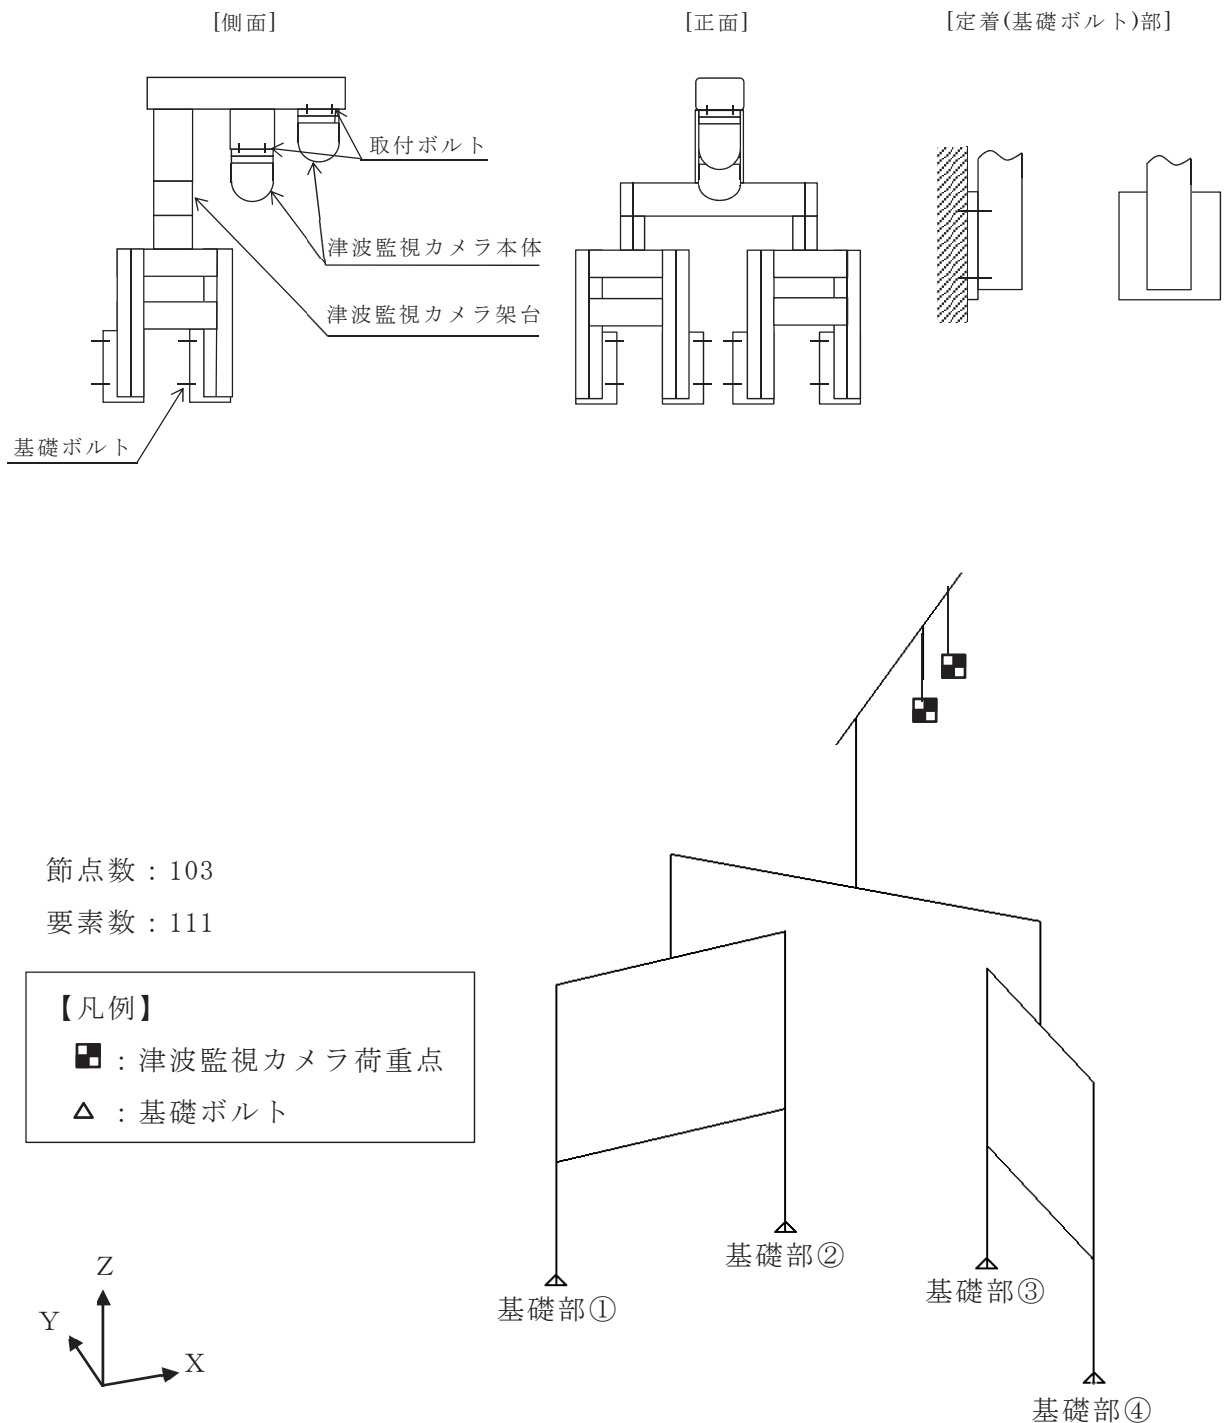 [側面]
[正面]
[定着(基礎ボルト)部]
取付ボルト
津波監視カメラ本体
津波監視カメラ架台
基礎ボルト
節点数：103
要素数：111
【凡例】
：津波監視カメラ荷重点
：基礎ボルト
基礎部②
基礎部③
基礎部①
基礎部④
Z
Y
X